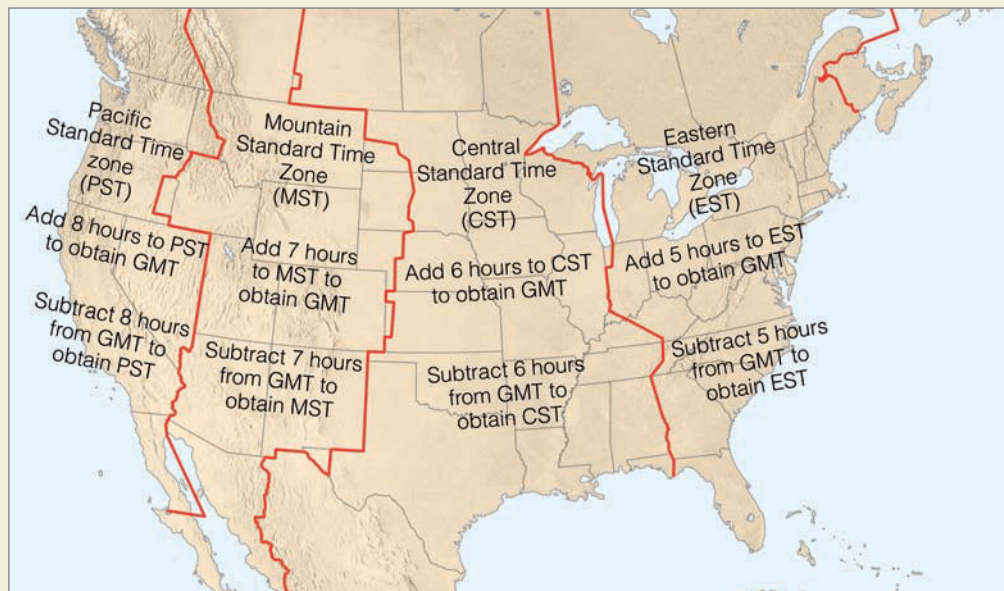 Pacific
Standard Time
zone
(PST)
Add 8 hours to PST
to obtain GMT
Subtract 8 hours
from GMT to
obtain PST
Mountain
Standard Time
Zone
(MST)
Add 7 hours
to MST to
obtain GMT
Subtract 7 hours
from GMT to
obtain MST
Central
Standard Time
Zone
(CST)
Add 6 hours to CST
to obtain GMT
Subtract 6 hours
from GMT to
obtain CST
Eastern
Standard Time
Zone
(EST)
Add 5 hours to EST
to obtain GMT
Subtract 5 hours
from GMT to
obtain EST